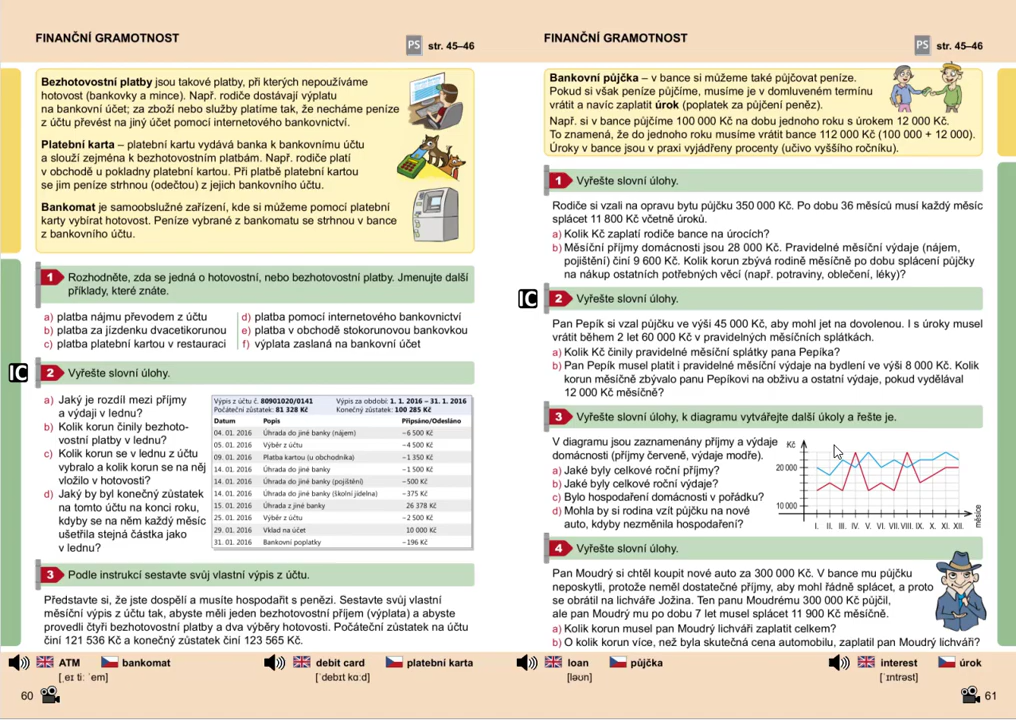 FINANČNÍ GRAMOTNOST
PS str. 45–46
Bezhotovostní platby jsou takové platby, při kterých nepoužíváme
hotovost (bankovky a mince). Např. rodiče dostávají výplatu
na bankovní účet; za zboží nebo služby platíme tak, že necháme peníze
z účtu převést na jiný účet pomocí internetového bankovnictví.
Platební karta – platební kartu vydává banka k bankovnímu účtu
a slouží zejména k bezhotovostním platbám. Např. rodiče platí
v obchodě u pokladny platební kartou. Při platbě platební kartou
se jim peníze strhnou (odečtou) z jejich bankovního účtu.
Bankomat je samoobslužné zařízení, kde si můžeme pomocí platební
karty vybírat hotovost. Peníze vybrané z bankomatu se strhnou v bance
z bankovního účtu.
1 Rozhodněte, zda se jedná o hotovostní, nebo bezhotovostní platby. Jmenujte další
příklady, které znáte.
a) platba nájmu převodem z účtu
b) platba za jízdenku dvacetikorunou
c) platba platební kartou v restauraci
d) platba pomocí internetového bankovnictví
e) platba v obchodě stokorunovou bankovkou
f) výplata zaslaná na bankovní účet
IC
2 Vyřešte slovní úlohy.
a) Jaký je rozdíl mezi příjmy
a výdaji v lednu?
b) Kolik korun činily bezhoto-
vostní platby v lednu?
c) Kolik korun se v lednu z účtu
vybralo a kolik korun se na něj
vložilo v hotovosti?
d) Jaký by byl konečný zůstatek
na tomto účtu na konci roku,
kdyby se na něm každý měsíc
ušetřila stejná částka jako
v lednu?
Výpis z účtu č. 80901020/0141 Výpis za období: 1. 1. 2016 – 31. 1. 2016
Počáteční zůstatek: 81 328 Kč Konečný zůstatek: 100 285 Kč
Datum Popis Připsáno/Odesláno
04. 01. 2016 Úhrada do jiné banky (nájem) –6 500 Kč
05. 01. 2016 Výběr z účtu –4 500 Kč
09. 01. 2016 Platba kartou (u obchodníka) –1 350 Kč
14. 01. 2016 Úhrada do jiné banky –1 500 Kč
14. 01. 2016 Úhrada do jiné banky (pojištění) –500 Kč
14. 01. 2016 Úhrada do jiné banky (školní jídelna) –375 Kč
15. 01. 2016 Úhrada z jiné banky 26 378 Kč
25. 01. 2016 Výběr z účtu –2 500 Kč
29. 01. 2016 Vklad na účet 10 000 Kč
31. 01. 2016 Bankovní poplatky –196 Kč
3 Podle instrukcí sestavte svůj vlastní výpis z účtu.
Představte si, že jste dospělí a musíte hospodařit s penězi. Sestavte svůj vlastní
měsíční výpis z účtu tak, abyste měli jeden bezhotovostní příjem (výplata) a abyste
provedli čtyři bezhotovostní platby a dva výběry hotovosti. Počáteční zůstatek na účtu
činí 121 536 Kč a konečný zůstatek činí 123 565 Kč.
ATM bankomat
[ˌeɪ tiː ˈem]
debit card platební karta
[ˈdebɪt kɑːd]
60
FINANČNÍ GRAMOTNOST
PS str. 45–46
Bankovní půjčka – v bance si můžeme také půjčovat peníze.
Pokud si však peníze půjčíme, musíme je v domluveném termínu
vrátit a navíc zaplatit úrok (poplatek za půjčení peněz).
Např. si v bance půjčíme 100 000 Kč na dobu jednoho roku s úrokem 12 000 Kč.
To znamená, že do jednoho roku musíme vrátit bance 112 000 Kč (100 000 + 12 000).
Úroky v bance jsou v praxi vyjádřeny procenty (učivo vyššího ročníku).
1 Vyřešte slovní úlohy.
Rodiče si vzali na opravu bytu půjčku 350 000 Kč. Po dobu 36 měsíců musí každý měsíc
splácet 11 800 Kč včetně úroků.
a) Kolik Kč zaplatí rodiče bance na úrocích?
b) Měsíční příjmy domácnosti jsou 28 000 Kč. Pravidelné měsíční výdaje (nájem,
pojištění) činí 9 600 Kč. Kolik korun zbývá rodině měsíčně po dobu splácení půjčky
na nákup ostatních potřebných věcí (např. potraviny, oblečení, léky)?
IC
2 Vyřešte slovní úlohy.
Pan Pepík si vzal půjčku ve výši 45 000 Kč, aby mohl jet na dovolenou. I s úroky musel
vrátit během 2 let 60 000 Kč v pravidelných měsíčních splátkách.
a) Kolik Kč činily pravidelné měsíční splátky pana Pepíka?
b) Pan Pepík musel platit i pravidelné měsíční výdaje na bydlení ve výši 8 000 Kč. Kolik
korun měsíčně zbývalo panu Pepíkovi na obživu a ostatní výdaje, pokud vydělával
12 000 Kč měsíčně?
3 Vyřešte slovní úlohy, k diagramu vytvářejte další úkoly a řešte je.
V diagramu jsou zaznamenány příjmy a výdaje
domácnosti (příjmy červeně, výdaje modře).
a) Jaké byly celkové roční příjmy?
b) Jaké byly celkové roční výdaje?
c) Bylo hospodaření domácnosti v pořádku?
d) Mohla by si rodina vzít půjčku na nové
auto, kdyby nezměnila hospodaření?
Kč
20 000
10 000
I. II. III. IV. V. VI. VII. VIII. IX. X. XI. XII.
měsíce
4 Vyřešte slovní úlohy.
Pan Moudrý si chtěl koupit nové auto za 300 000 Kč. V bance mu půjčku
neposkytli, protože neměl dostatečné příjmy, aby mohl řádně splácet, a proto
se obrátil na lichváře Jožina. Ten panu Moudrému 300 000 Kč půjčil,
ale pan Moudrý mu po dobu 7 let musel splácet 11 900 Kč měsíčně.
a) Kolik korun musel pan Moudrý lichváři zaplatit celkem?
b) O kolik korun více, než byla skutečná cena automobilu, zaplatil pan Moudrý lichváři?
loan půjčka
[ləʊn]
interest úrok
[ˈɪntrəst]
61